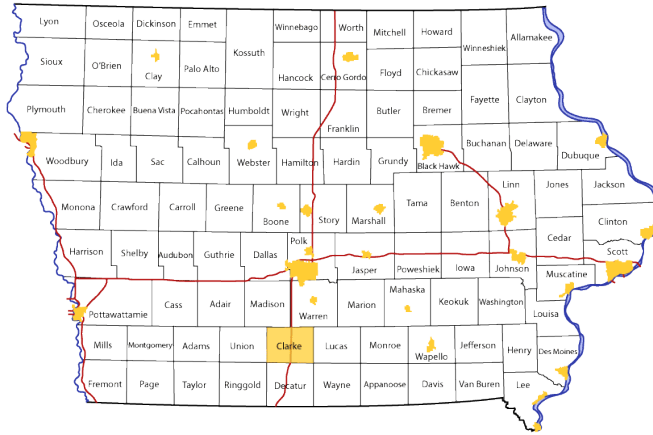 Lyon
Osceola
Dickinson
Emmet
Winnebago
Worth
Mitchell
Howard
Allamakee
Winneshiek
Kossuth
Sioux
O'Brien
Clay
Palo Alto
Hancock
Cerro Gordo
Floyd
Chickasaw
Fayette
Clayton
Plymouth
Cherokee
Buena Vista
Pocahontas
Humboldt
Wright
Franklin
Butler
Bremer
Woodbury
Ida
Sac
Calhoun
Webster
Hamilton
Hardin
Grundy
Black Hawk
Buchanan
Delaware
Dubuque
Monona
Crawford
Carroll
Greene
Boone
Story
Marshall
Tama
Benton
Linn
Jones
Jackson
Clinton
Cedar
Harrison
Shelby
Audubon
Guthrie
Dallas
Polk
Jasper
Poweshiek
Iowa
Johnson
Scott
Muscatine
Pottawattamie
Cass
Adair
Madison
Warren
Marion
Mahaska
Keokuk
Washington
Louisa
Mills
Montgomery
Adams
Union
Clarke
Lucas
Monroe
Wapello
Jefferson
Henry
Des Moines
Fremont
Page
Taylor
Ringgold
Decatur
Wayne
Appanoose
Davis
Van Buren
Lee